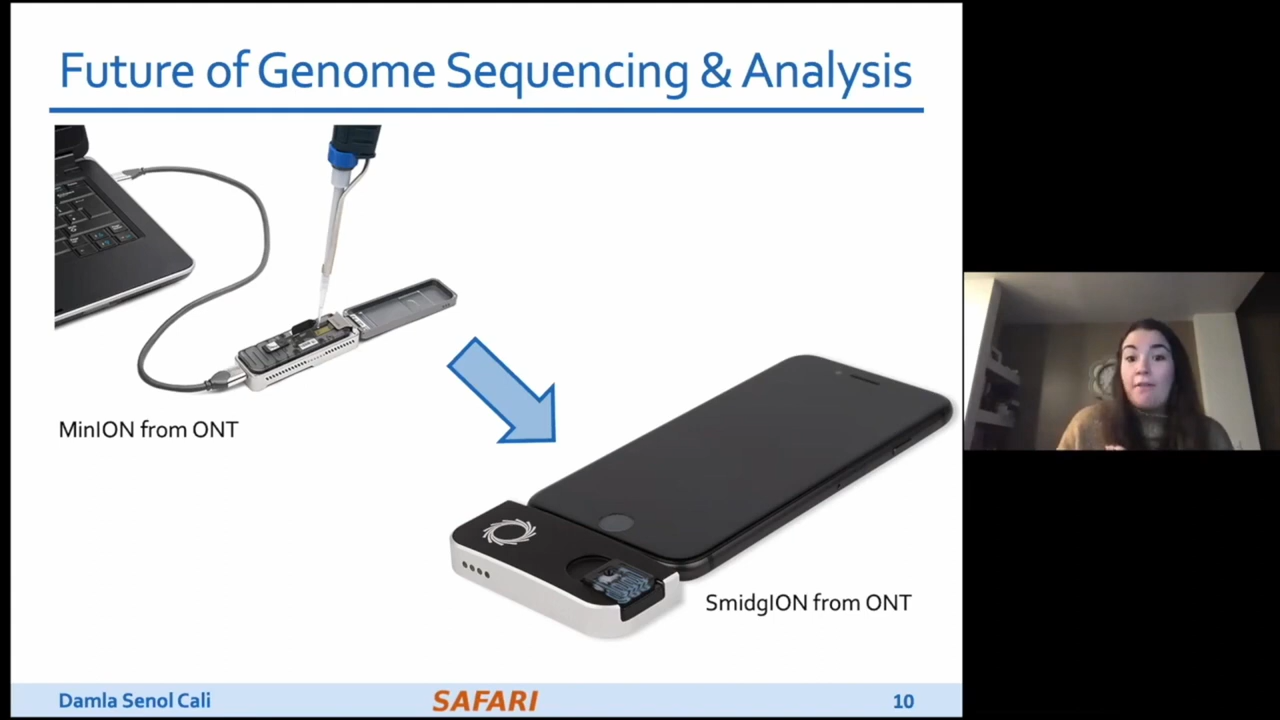 Future of Genome Sequencing & Analysis
MinION from ONT
SmidgION from ONT
Damla Senol Cali
SAFARI
10